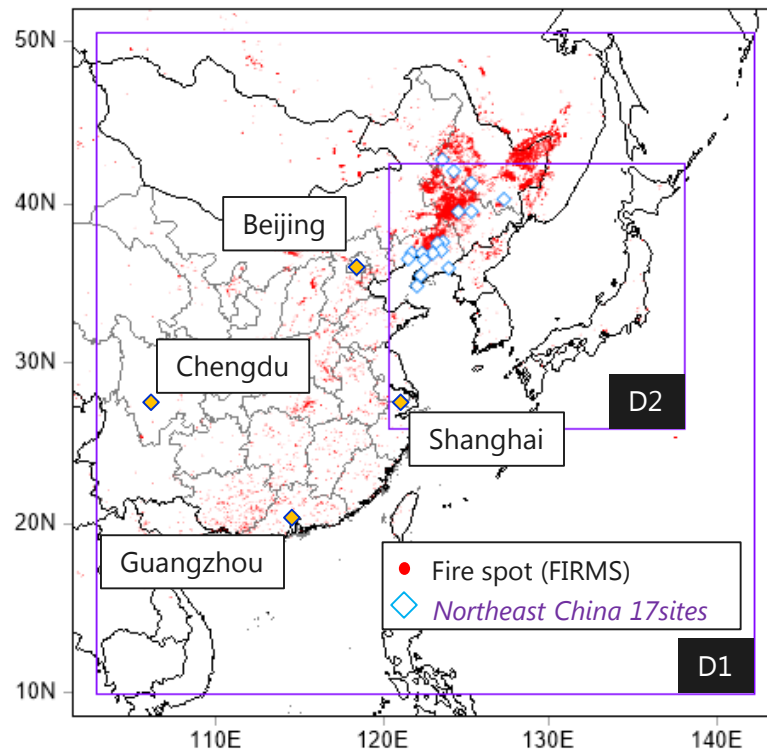 50N
40N
Beijing
30N
Chengdu
D2
Shanghai
20N
Guangzhou
Fire spot (FIRMS)
Northeast China 17sites
D1
10N
110E
120E
130E
140E